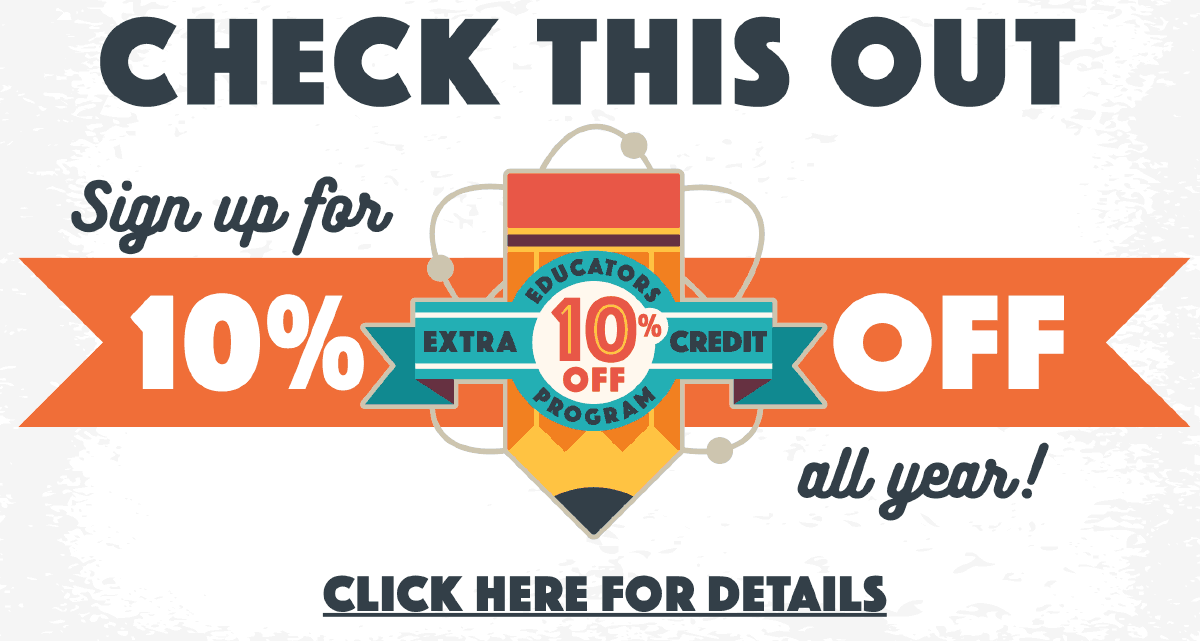 CHECK THIS OUT
Sign up for
10% OFF
EDUCATORS
EXTRA 10% CREDIT
OFF
PROGRAM
all year!
CLICK HERE FOR DETAILS